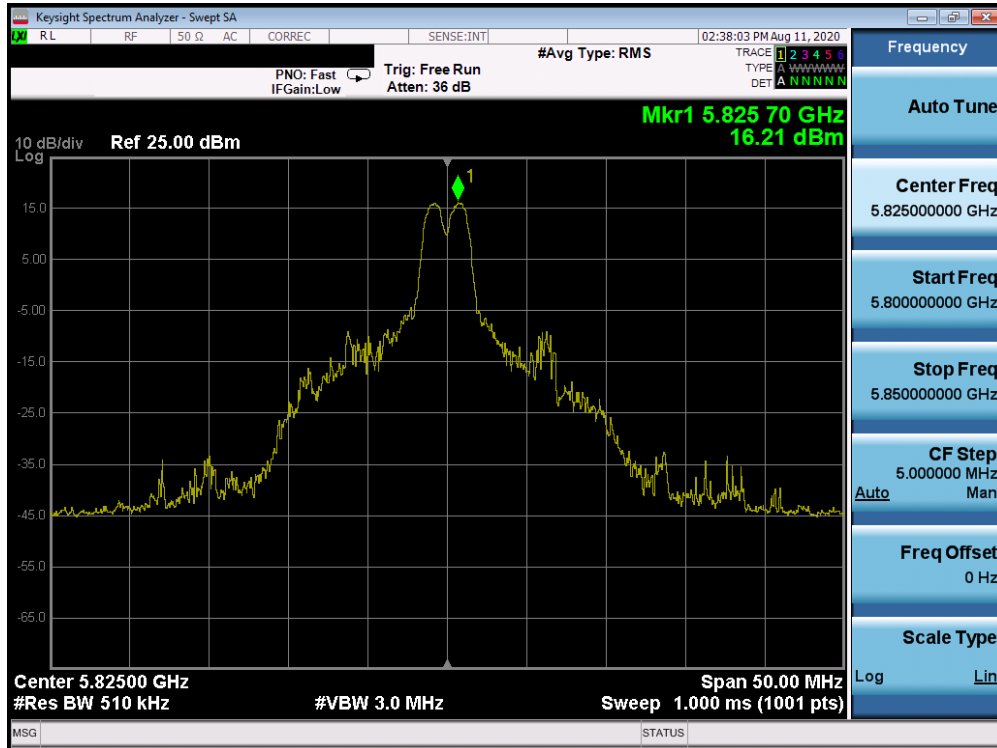 Keysight Spectrum Analyzer - Swept SA
LXI RL RF 50 Ω AC CORREC SENSE:INT 02:38:03 PM Aug 11, 2020
#Avg Type: RMS TRACE 1 2 3 4 5 6
PNO: Fast Trig: Free Run TYPE A WWWWW
IFGain:Low Atten: 36 dB DET A N N N N N
Mkr1 5.825 70 GHz
16.21 dBm
10 dB/div Ref 25.00 dBm
Log
1
15.0
5.00
-5.00
-15.0
-25.0
-35.0
-45.0
-55.0
-65.0
Center 5.82500 GHz Span 50.00 MHz
#Res BW 510 kHz #VBW 3.0 MHz Sweep 1.000 ms (1001 pts)
MSG STATUS
Frequency
Auto Tune
Center Freq
5.825000000 GHz
Start Freq
5.800000000 GHz
Stop Freq
5.850000000 GHz
CF Step
5.000000 MHz
Auto Man
Freq Offset
0 Hz
Scale Type
Log Lin